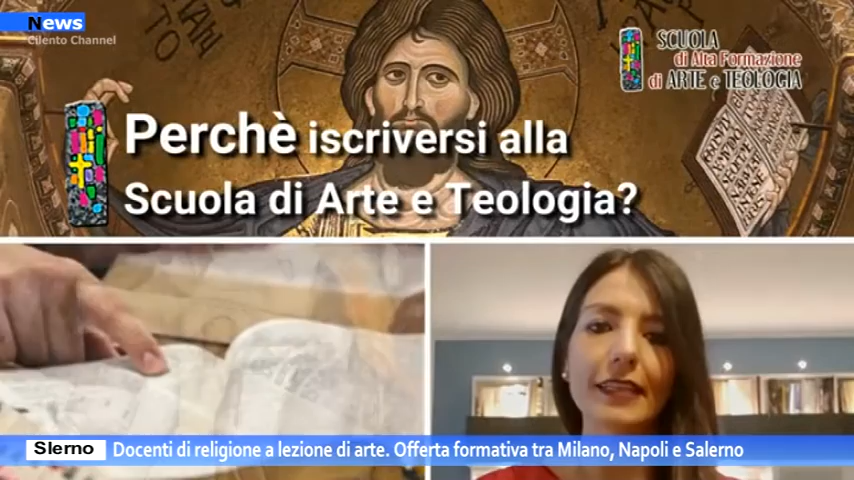 News
Cilento Channel
SCUOLA
di Alta Formazione
di ARTE e TEOLOGIA
Perchè iscriversi alla
Scuola di Arte e Teologia?
Slerno
Docenti di religione a lezione di arte. Offerta formativa tra Milano, Napoli e Salerno